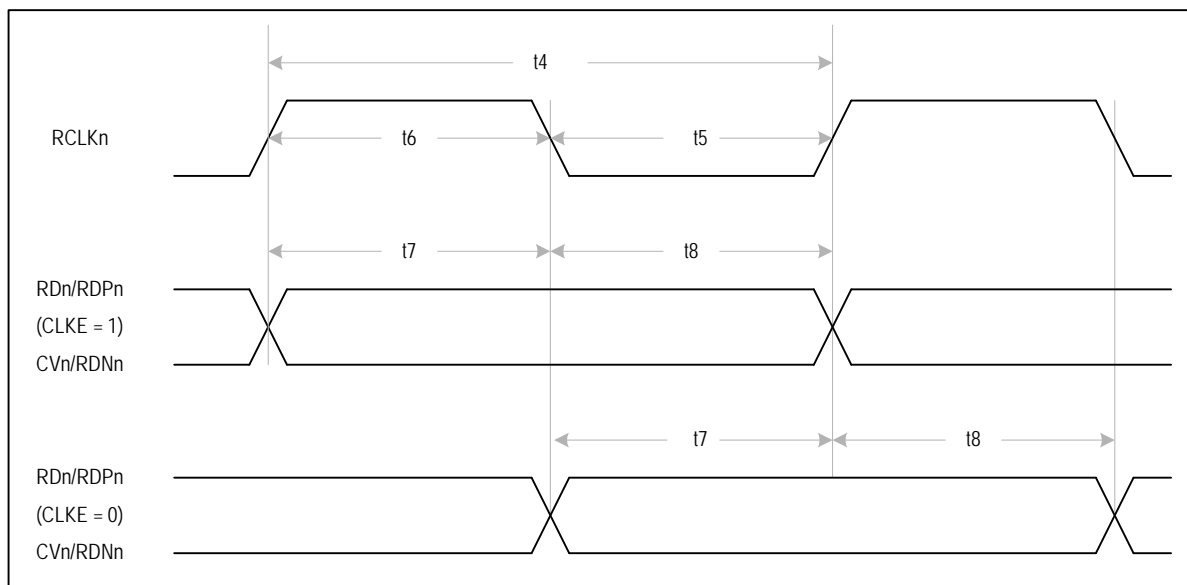 t4
RCLKn
t6
t5
t7
t8
RDn/RDPn
(CLKE = 1)
CVn/RDNn
t7
t8
RDn/RDPn
(CLKE = 0)
CVn/RDNn